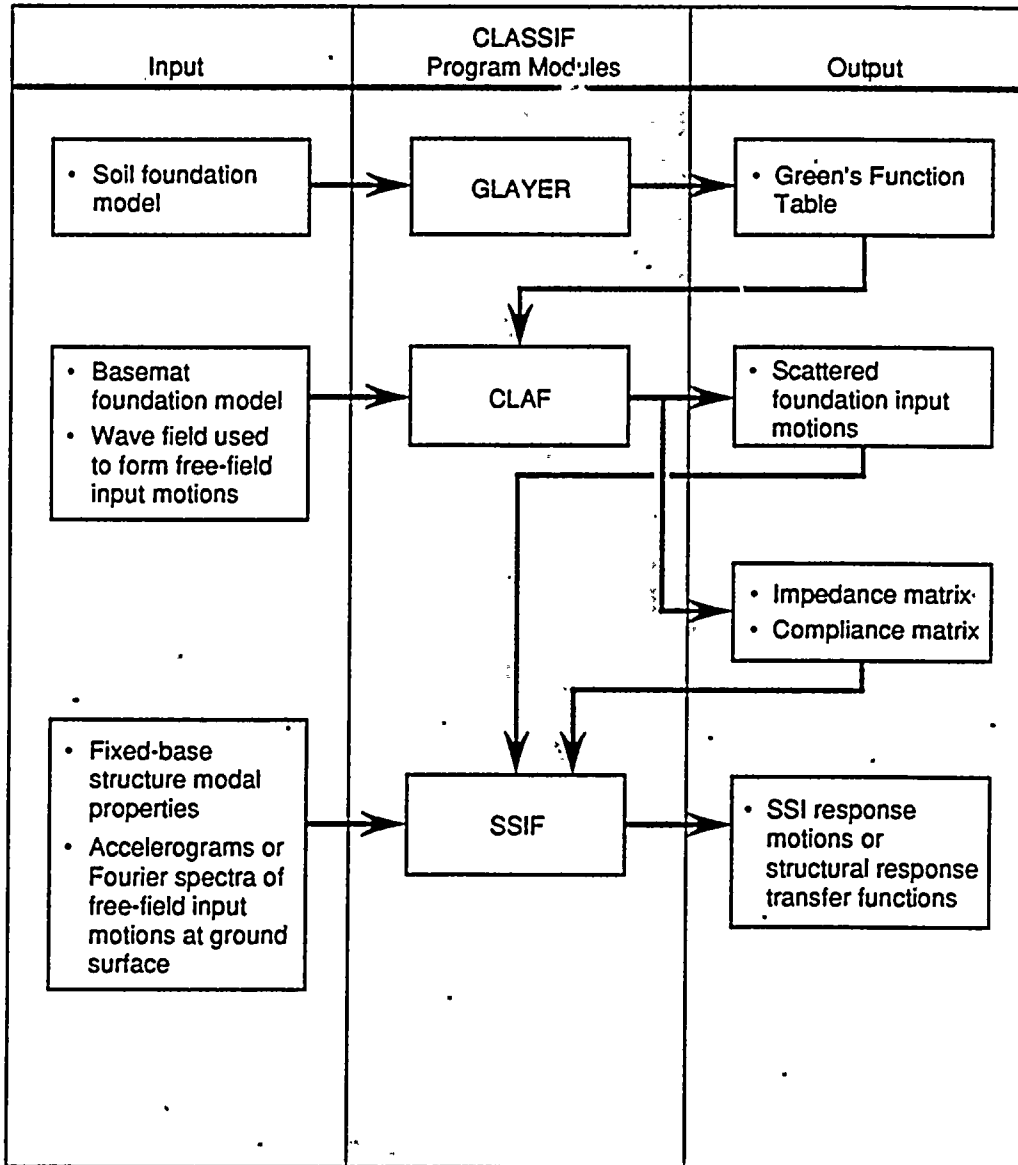 Input
CLASSIF
Program Modules
Output
• Soil foundation
model
GLAYER
• Green's Function
Table
• Basemat
foundation model
• Wave field used
to form free-field
input motions
CLAF
• Scattered
foundation input
motions
• Impedance matrix
• Compliance matrix
• Fixed-base
structure modal
properties
• Accelerograms or
Fourier spectra of
free-field input
motions at ground
surface
SSIF
• SSI response
motions or
structural response
transfer functions